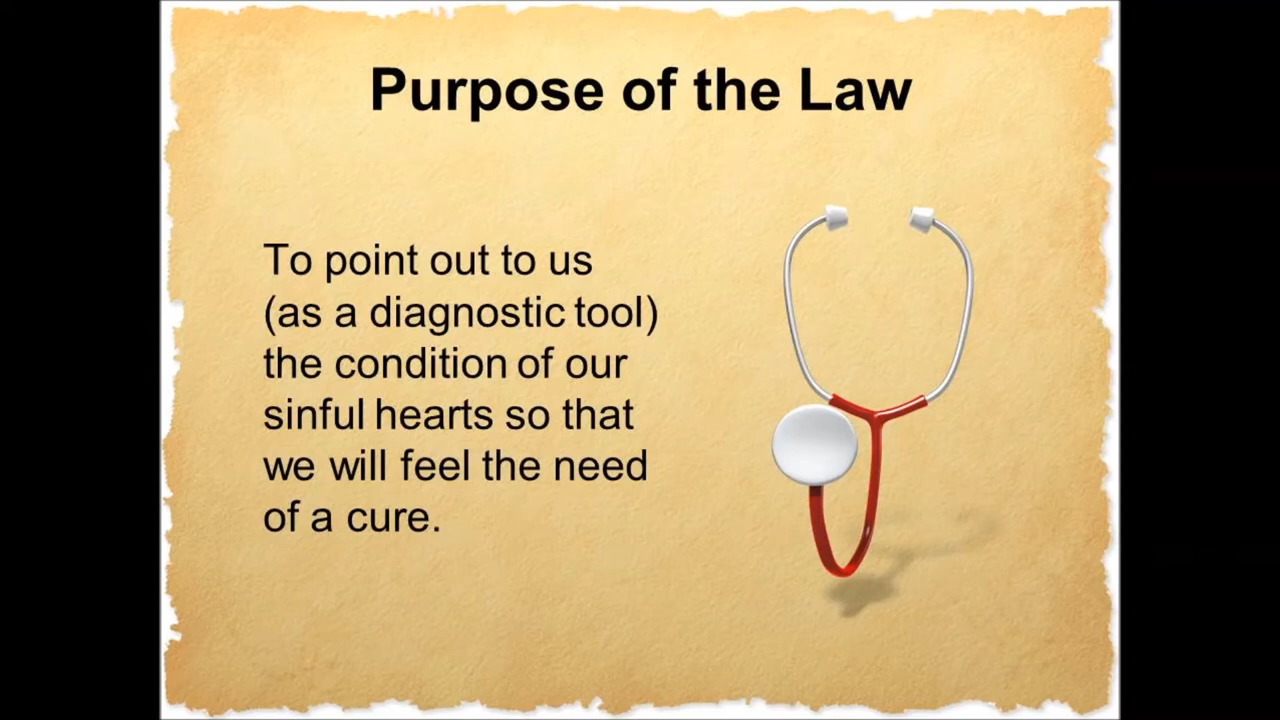 Purpose of the Law
To point out to us
(as a diagnostic tool)
the condition of our
sinful hearts so that
we will feel the need
of a cure.